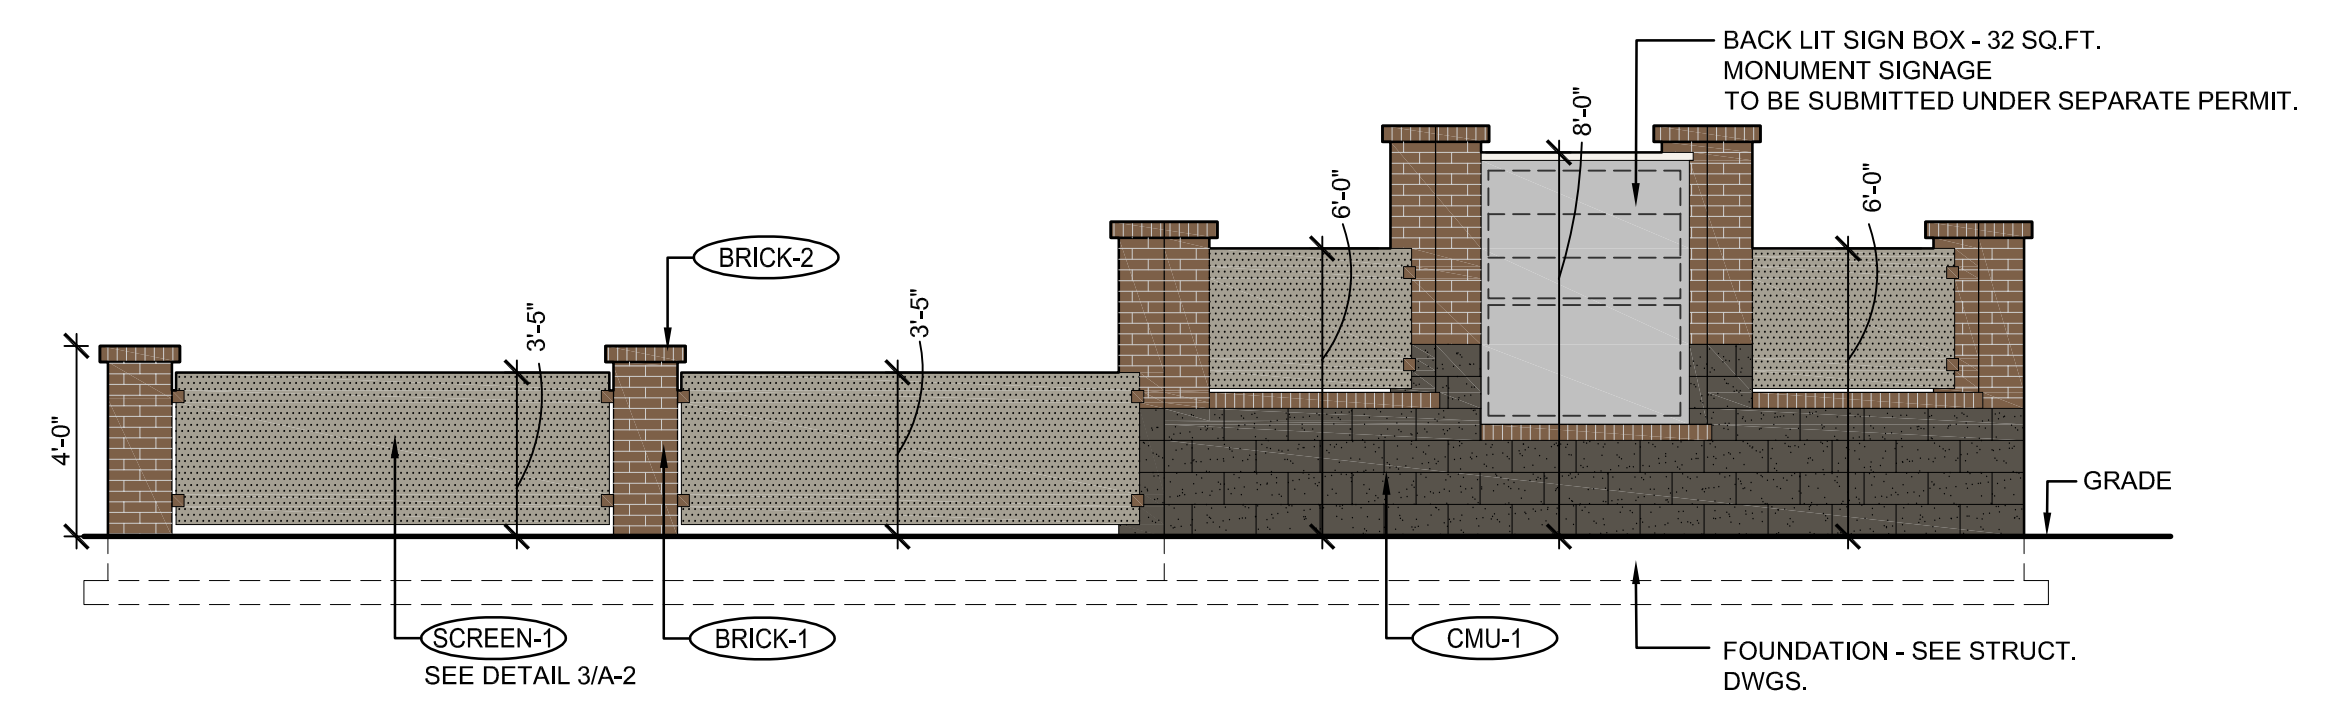 BACK LIT SIGN BOX - 32 SQ.FT.
MONUMENT SIGNAGE
TO BE SUBMITTED UNDER SEPARATE PERMIT.
8'-0"
6'-0"
6'-0"
BRICK-2
3'-5"
3'-5"
4'-0"
GRADE
SCREEN-1
SEE DETAIL 3/A-2
BRICK-1
CMU-1
FOUNDATION - SEE STRUCT.
DWGS.